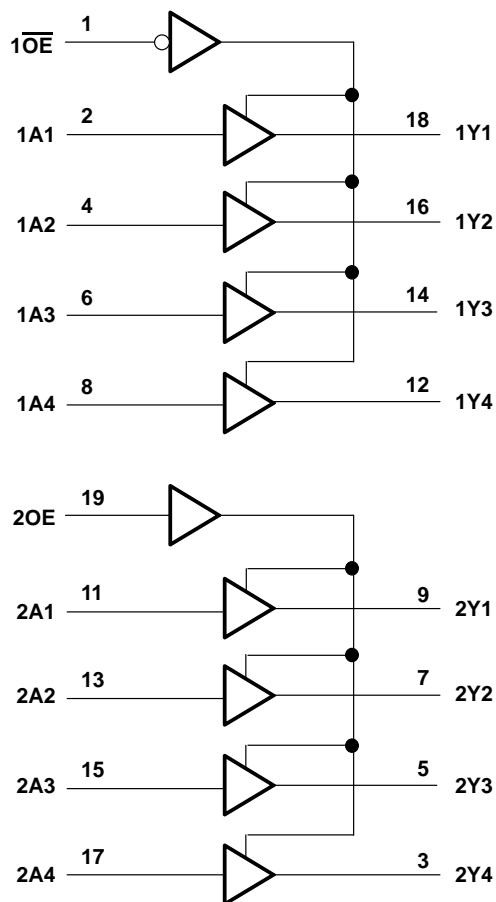 1O̅E̅ 1
1A1 2 18 1Y1
1A2 4 16 1Y2
1A3 6 14 1Y3
1A4 8 12 1Y4
2OE 19
2A1 11 9 2Y1
2A2 13 7 2Y2
2A3 15 5 2Y3
2A4 17 3 2Y4